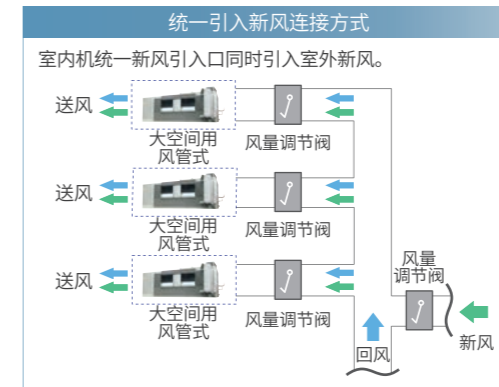 统一引入新风连接方式
室内机统一新风引入口同时引入室外新风。
送风
大空间用
风管式
风量调节阀
送风
大空间用
风管式
风量调节阀
送风
大空间用
风管式
风量调节阀
风量
调节阀
回风
新风